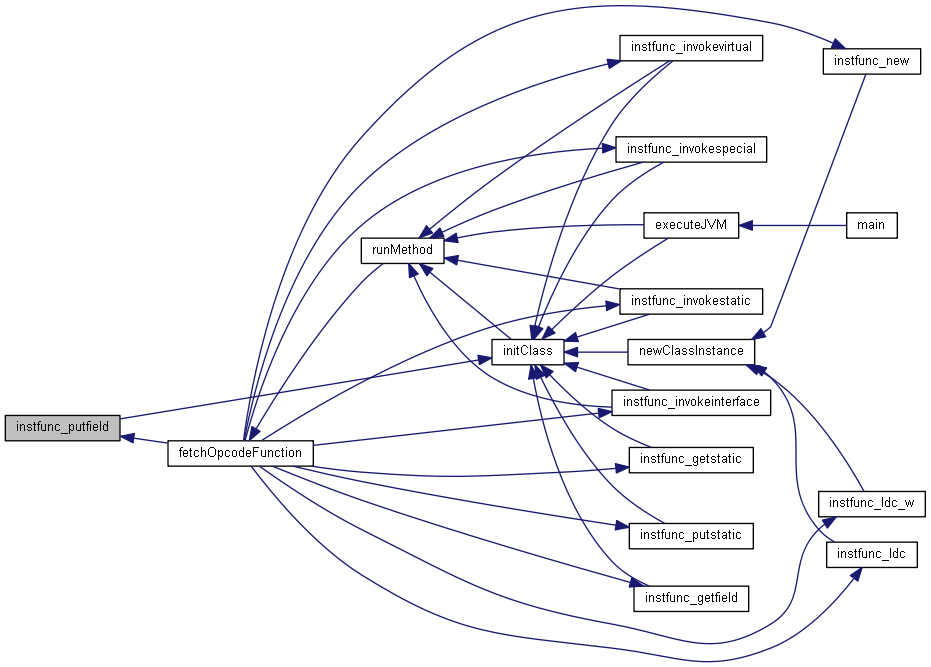 instfunc_invokevirtual
instfunc_new
instfunc_invokespecial
executeJVM
main
runMethod
instfunc_invokestatic
initClass
newClassInstance
instfunc_invokeinterface
instfunc_putfield
fetchOpcodeFunction
instfunc_getstatic
instfunc_ldc_w
instfunc_putstatic
instfunc_ldc
instfunc_getfield